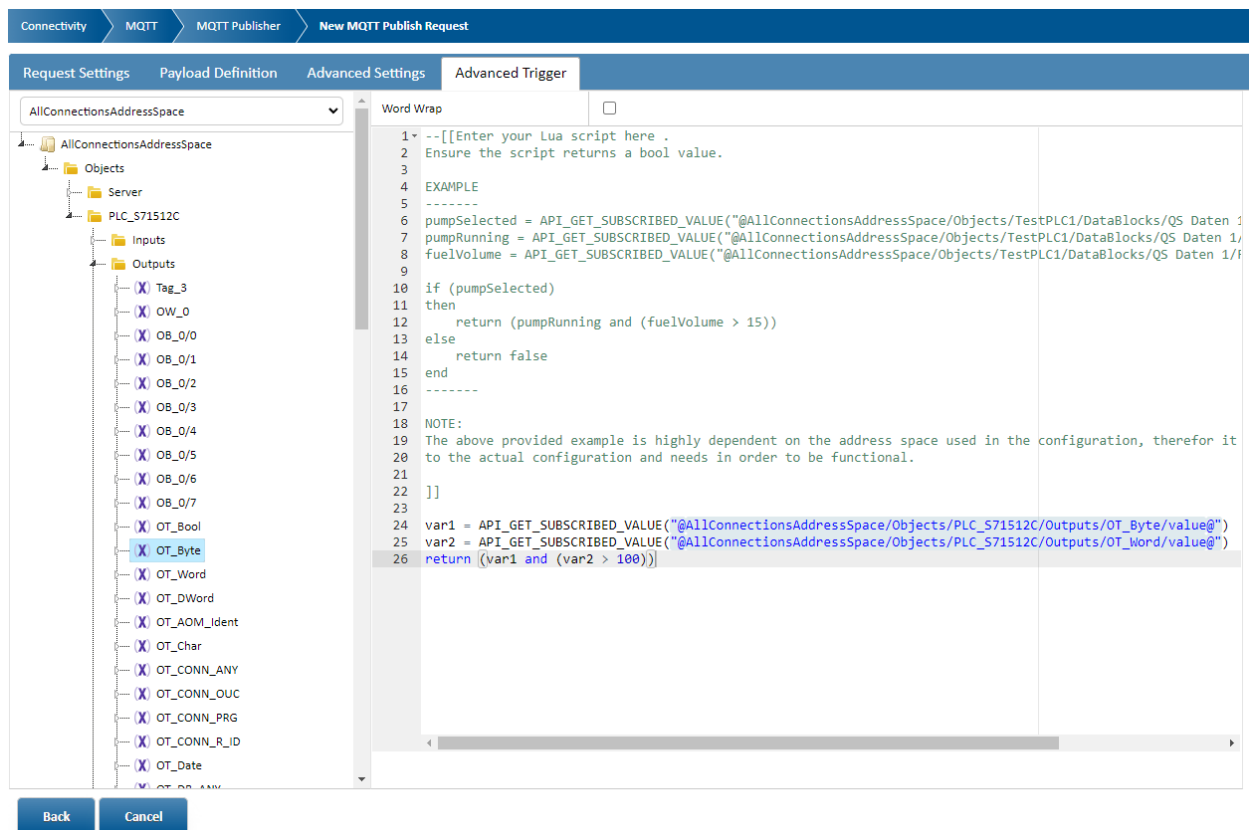 Connectivity MQTT MQTT Publisher New MQTT Publish Request
Request Settings Payload Definition Advanced Settings Advanced Trigger
AllConnectionsAddressSpace
AllConnectionsAddressSpace
Objects
Server
PLC_S71512C
Inputs
Outputs
(X) Tag_3
(X) OW_0
(X) OB_0/0
(X) OB_0/1
(X) OB_0/2
(X) OB_0/3
(X) OB_0/4
(X) OB_0/5
(X) OB_0/6
(X) OB_0/7
(X) OT_Bool
(X) OT_Byte
(X) OT_Word
(X) OT_DWord
(X) OT_AOM_Ident
(X) OT_Char
(X) OT_CONN_ANY
(X) OT_CONN_OUC
(X) OT_CONN_PRG
(X) OT_CONN_R_ID
(X) OT_Date
(X) OT_DB_ANY
Word Wrap
1 --[[Enter your Lua script here .
2 Ensure the script returns a bool value.
3
4 EXAMPLE
5 -------
6 pumpSelected = API_GET_SUBSCRIBED_VALUE("@AllConnectionsAddressSpace/Objects/TestPLC1/DataBlocks/QS Daten 1
7 pumpRunning = API_GET_SUBSCRIBED_VALUE("@AllConnectionsAddressSpace/Objects/TestPLC1/DataBlocks/QS Daten 1/
8 fuelVolume = API_GET_SUBSCRIBED_VALUE("@AllConnectionsAddressSpace/Objects/TestPLC1/DataBlocks/QS Daten 1/
9
10 if (pumpSelected)
11 then
12 return (pumpRunning and (fuelVolume > 15))
13 else
14 return false
15 end
16 -------
17
18 NOTE:
19 The above provided example is highly dependent on the address space used in the configuration, therefor it
20 to the actual configuration and needs in order to be functional.
21
22 ]]
23
24 var1 = API_GET_SUBSCRIBED_VALUE("@AllConnectionsAddressSpace/Objects/PLC_S71512C/Outputs/OT_Byte/value@")
25 var2 = API_GET_SUBSCRIBED_VALUE("@AllConnectionsAddressSpace/Objects/PLC_S71512C/Outputs/OT_Word/value@")
26 return (var1 and (var2 > 100))
Back Cancel